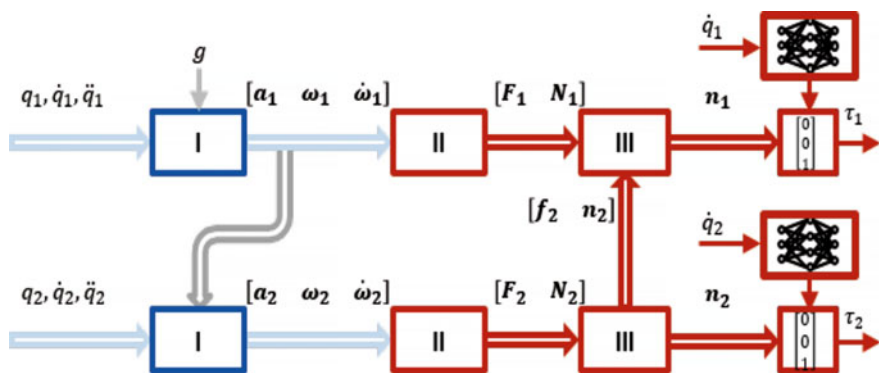 q̇₁
g
q₁, q̇₁, q̈₁ [a₁ ω₁ ω̇₁] [F₁ N₁] n₁ τ₁
I II III [0 0 1]
[f₂ n₂]
q̇₂
q₂, q̇₂, q̈₂ [a₂ ω₂ ω̇₂] [F₂ N₂] n₂ τ₂
I II III [0 0 1]